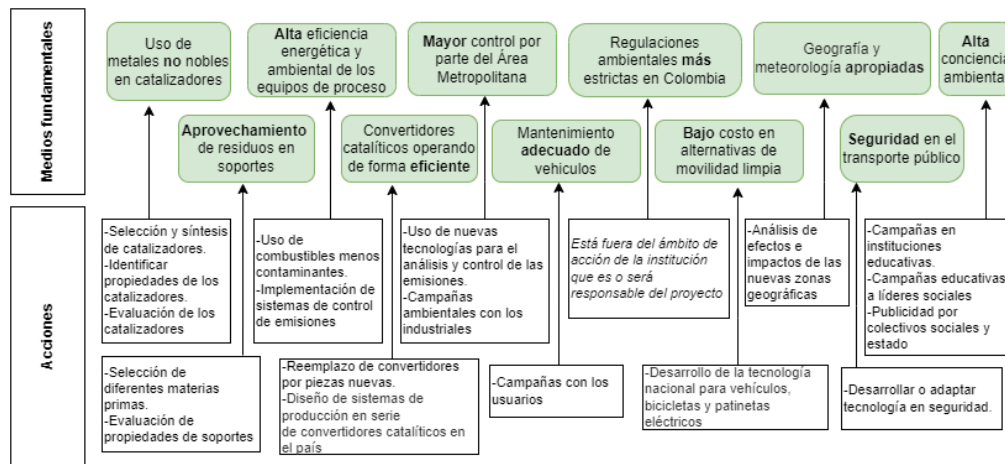 Medios fundamentales
Uso de
metales no nobles
en catalizadores
Alta eficiencia
energética y
ambiental de los
equipos de proceso
Mayor control por
parte del Área
Metropolitana
Regulaciones
ambientales más
estrictas en Colombia
Geografía y
meteorología apropiadas
Alta
conciencia
ambiental
Aprovechamiento
de residuos en
soportes
Convertidores
catalíticos operando
de forma eficiente
Mantenimiento
adecuado de
vehiculos
Bajo costo en
alternativas de
movilidad limpia
Seguridad en el
transporte público
Acciones
-Selección y síntesis
de catalizadores.
-Identificar
propiedades de los
catalizadores.
-Evaluación de los
catalizadores
-Uso de
combustibles menos
contaminantes.
-Implementación de
sistemas de control
de emisiones
-Uso de nuevas
tecnologías para el
análisis y control de las
emisiones.
-Campañas
ambientales con los
industriales
Está fuera del ámbito de
acción de la institución
que es o será
responsable del proyecto
-Análisis de
efectos e
impactos de las
nuevas zonas
geográficas
-Campañas en
instituciones
educativas.
-Campañas educativas
a líderes sociales
-Publicidad por
colectivos sociales y
estado
-Selección de
diferentes materias
primas.
-Evaluación de
propiedades de soportes
-Reemplazo de convertidores
por piezas nuevas.
-Diseño de sistemas de
producción en serie
de convertidores catalíticos en
el país
-Campañas con los
usuarios
-Desarrollo de la tecnología
nacional para vehículos,
bicicletas y patinetas
eléctricos
-Desarrollar o adaptar
tecnología en seguridad.